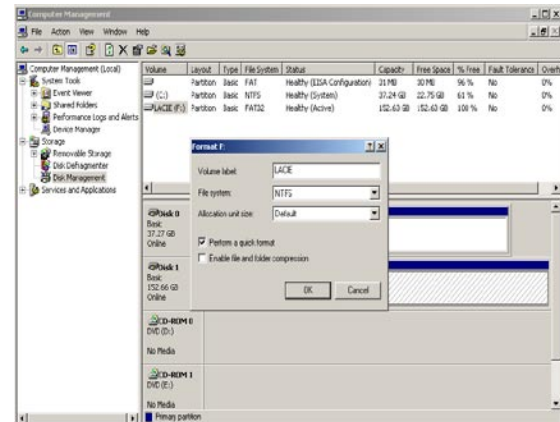 Computer Management
File Action View Window Help
Computer Management (Local)
System Tools
Event Viewer
Shared Folders
Performance Logs and Alerts
Device Manager
Storage
Removable Storage
Disk Defragmenter
Disk Management
Services and Applications
Volume Layout Type File System Status Capacity Free Space % Free Fault Tolerance Overh
Partition Basic FAT Healthy (EISA Configuration) 31 MB 30 MB 96 % No 0%
(C:) Partition Basic NTFS Healthy (System) 37.24 GB 22.75 GB 61 % No 0%
LACIE (F:) Partition Basic FAT32 Healthy (Active) 152.63 GB 152.63 GB 100 % No 0%
Format F:
Volume label: LACIE
File system: NTFS
Allocation unit size: Default
Perform a quick format
Enable file and folder compression
OK Cancel
Disk 0
Basic
37.27 GB
Online
Disk 1
Basic
152.66 GB
Online
CD-ROM 0
DVD (D:)
No Media
CD-ROM 1
DVD (E:)
No Media
Primary partition